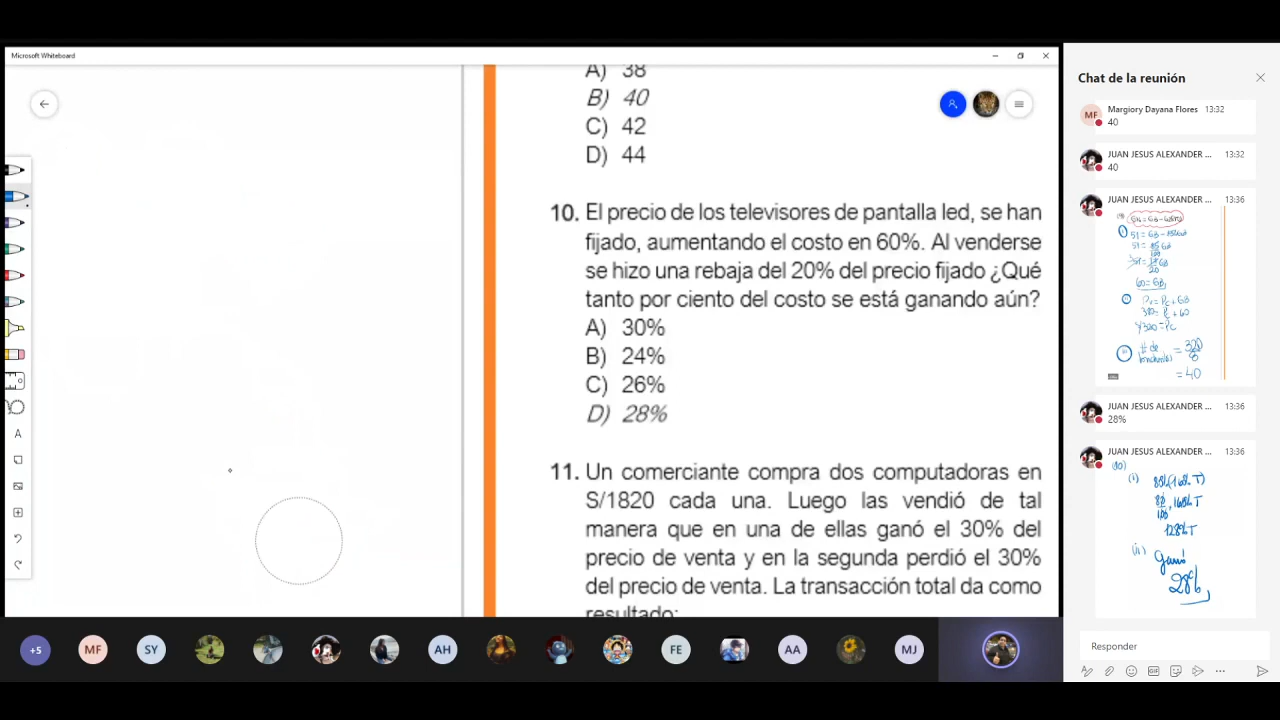 Microsoft Whiteboard
A) 38
B) 40
C) 42
D) 44
10. El precio de los televisores de pantalla led, se han
fijado, aumentando el costo en 60%. Al venderse
se hizo una rebaja del 20% del precio fijado ¿Qué
tanto por ciento del costo se está ganando aún?
A) 30%
B) 24%
C) 26%
D) 28%
11. Un comerciante compra dos computadoras en
S/1820 cada una. Luego las vendió de tal
manera que en una de ellas ganó el 30% del
precio de venta y en la segunda perdió el 30%
del precio de venta. La transacción total da como
resultado:
A
+5
MF
SY
AH
FE
AA
MJ
Chat de la reunión
MF
Margiory Dayana Flores 13:32
40
JUAN JESUS ALEXANDER ... 13:32
40
JUAN JESUS ALEXANDER ... 13:36
60 = GB
= 40
JUAN JESUS ALEXANDER ... 13:36
28%
JUAN JESUS ALEXANDER ... 13:36
128% T
ganó
28%
Responder
GIF